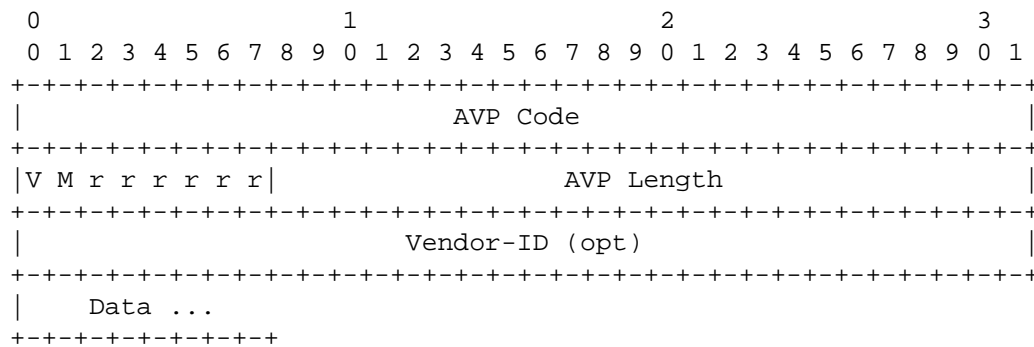 0                   1                   2                   3
 0 1 2 3 4 5 6 7 8 9 0 1 2 3 4 5 6 7 8 9 0 1 2 3 4 5 6 7 8 9 0 1
+-+-+-+-+-+-+-+-+-+-+-+-+-+-+-+-+-+-+-+-+-+-+-+-+-+-+-+-+-+-+-+-+
|                           AVP Code                            |
+-+-+-+-+-+-+-+-+-+-+-+-+-+-+-+-+-+-+-+-+-+-+-+-+-+-+-+-+-+-+-+-+
|V M r r r r r r|                  AVP Length                   |
+-+-+-+-+-+-+-+-+-+-+-+-+-+-+-+-+-+-+-+-+-+-+-+-+-+-+-+-+-+-+-+-+
|                        Vendor-ID (opt)                        |
+-+-+-+-+-+-+-+-+-+-+-+-+-+-+-+-+-+-+-+-+-+-+-+-+-+-+-+-+-+-+-+-+
|    Data ...
+-+-+-+-+-+-+-+-+